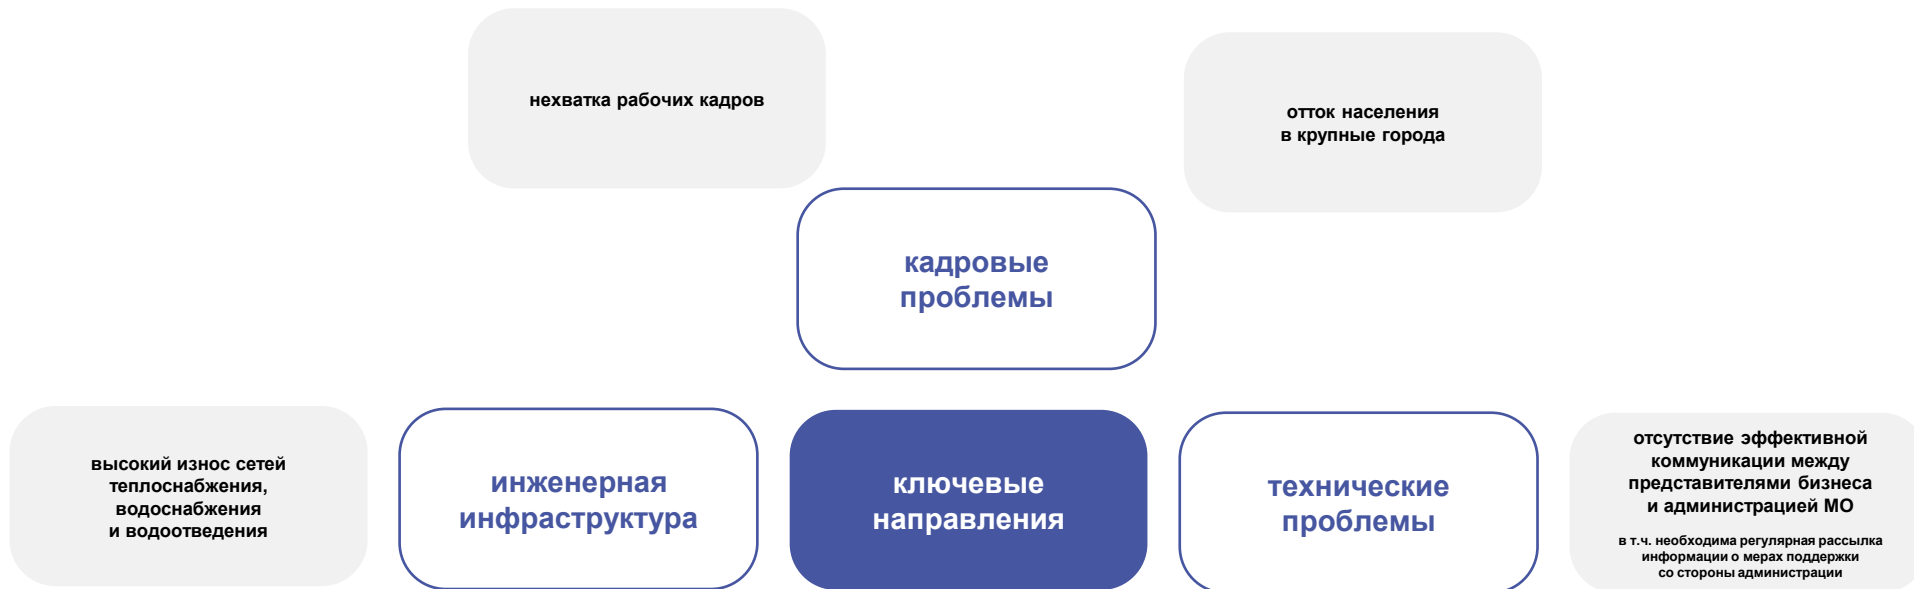 нехватка рабочих кадров
отток населения
в крупные города
кадровые
проблемы
высокий износ сетей
теплоснабжения,
водоснабжения
и водоотведения
инженерная
инфраструктура
ключевые
направления
технические
проблемы
отсутствие эффективной
коммуникации между
представителями бизнеса
и администрацией МО
в т.ч. необходима регулярная рассылка
информации о мерах поддержки
со стороны администрации